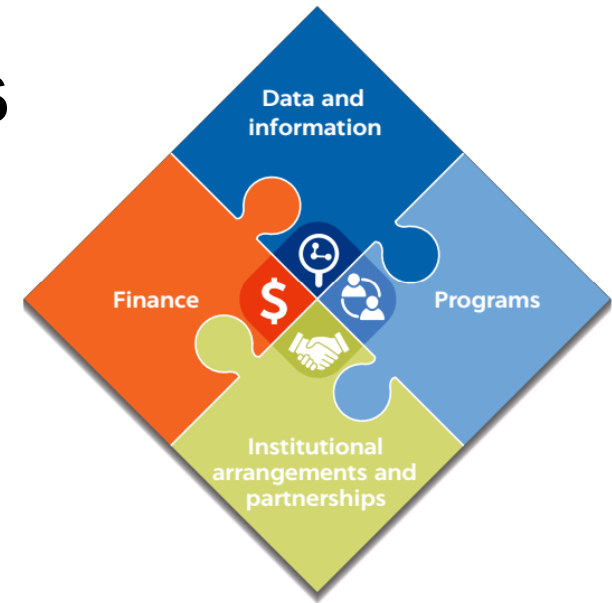 s
Data and
information
Finance
$
Programs
Institutional
arrangements and
partnerships